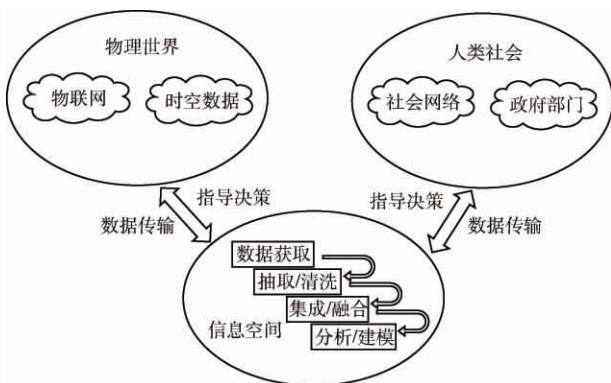 物理世界
物联网
时空数据
人类社会
社会网络
政府部门
指导决策
数据传输
指导决策
数据传输
数据获取
抽取/清洗
集成/融合
分析/建模
信息空间